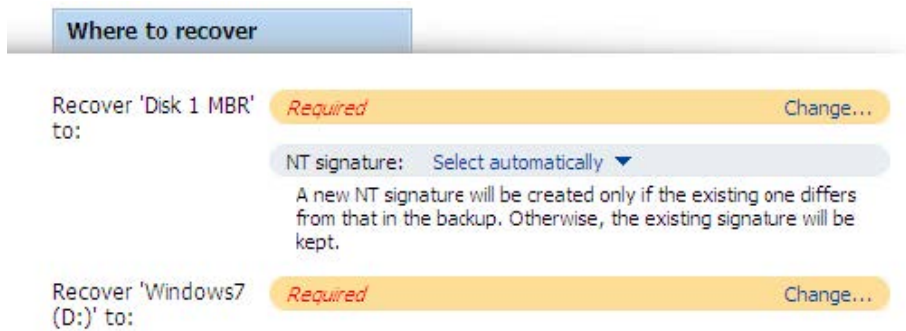 Where to recover
Recover 'Disk 1 MBR'
to:
Required
Change...
NT signature: Select automatically
A new NT signature will be created only if the existing one differs
from that in the backup. Otherwise, the existing signature will be
kept.
Recover 'Windows7
(D:)' to:
Required
Change...